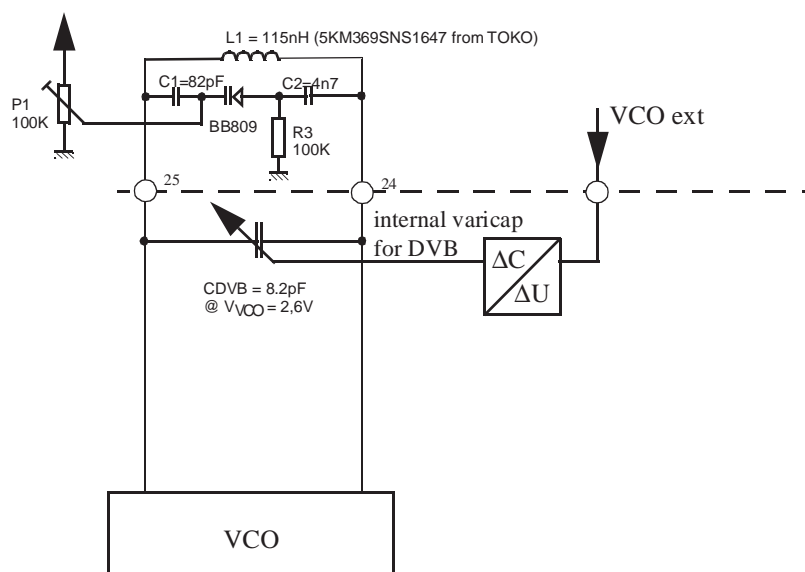 L1 = 115nH (5KM369SNS1647 from TOKO)
C1=82pF
C2=4n7
P1
100K
BB809
R3
100K
VCO ext
25
24
internal varicap
for DVB
ΔC
ΔU
CDVB = 8.2pF
@ VVCO = 2,6V
VCO